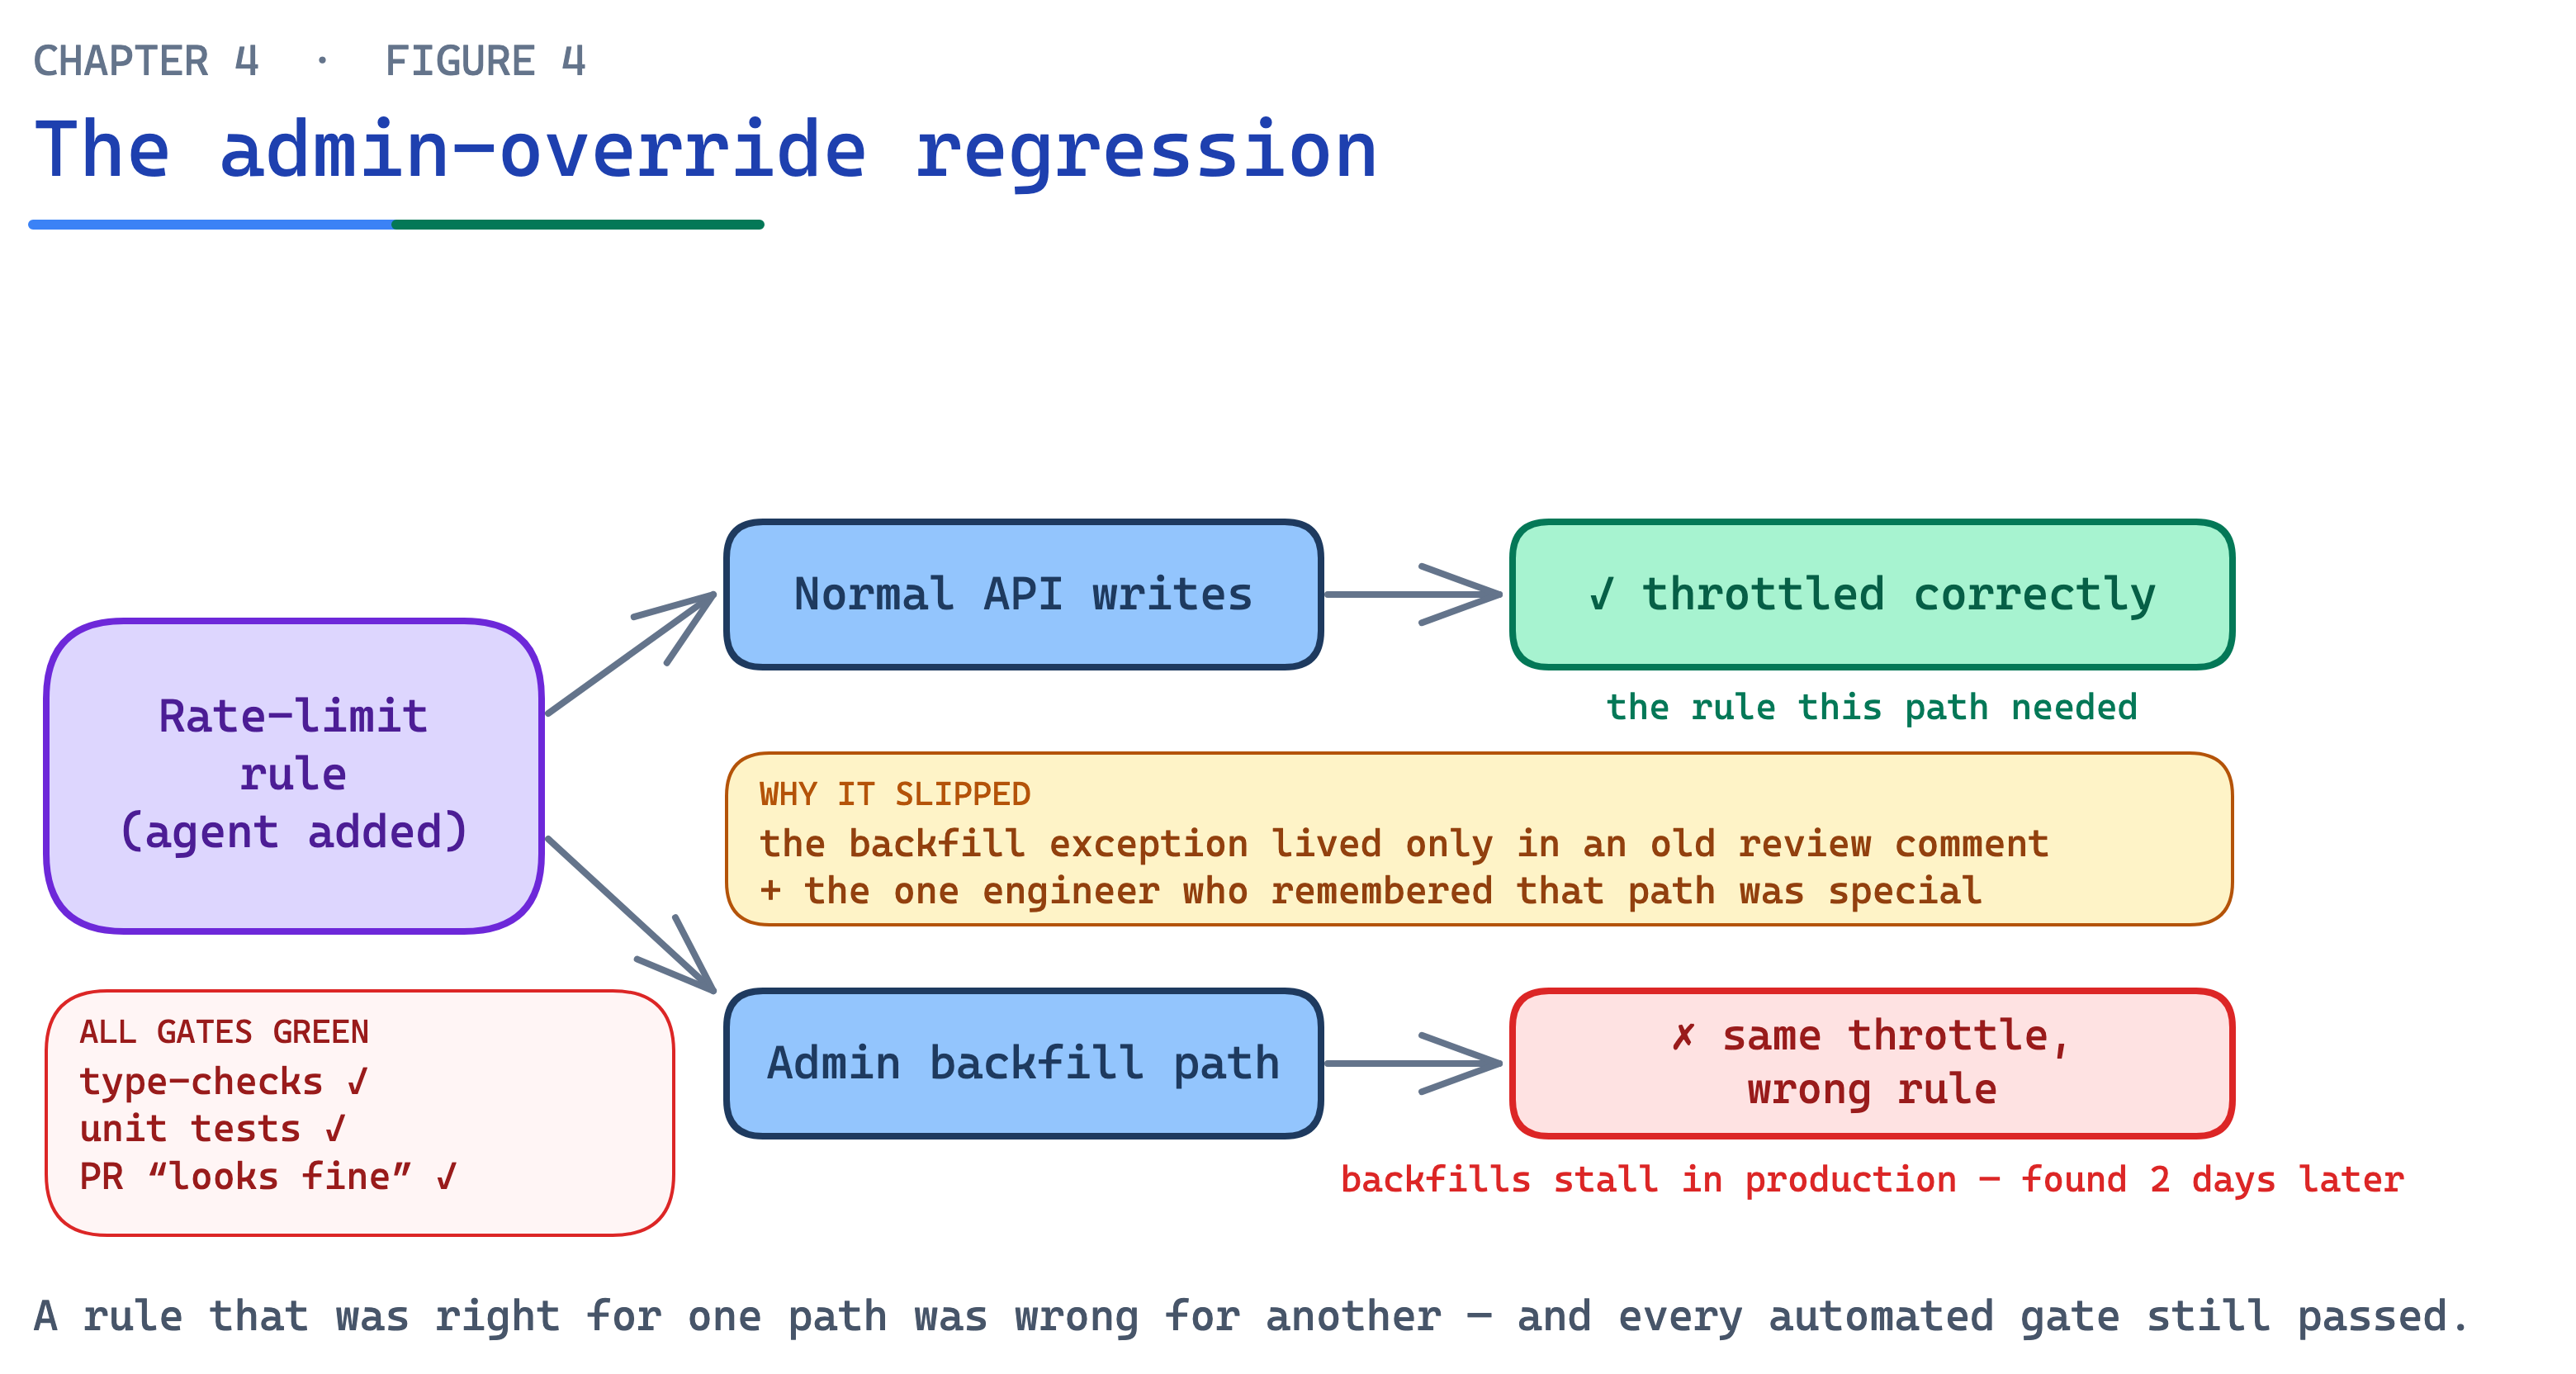 CHAPTER 4 · FIGURE 4
The admin-override regression
Normal API writes
✓ throttled correctly
the rule this path needed
Rate-limit
rule
(agent added)
WHY IT SLIPPED
the backfill exception lived only in an old review comment
+ the one engineer who remembered that path was special
ALL GATES GREEN
type-checks ✓
unit tests ✓
PR “looks fine” ✓
Admin backfill path
✗ same throttle,
wrong rule
backfills stall in production — found 2 days later
A rule that was right for one path was wrong for another — and every automated gate still passed.